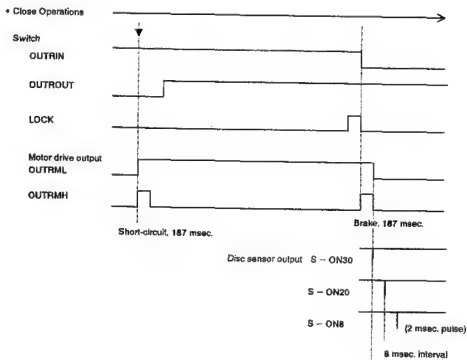 • Close Operations
Switch
OUTRIN
OUTROUT
LOCK
Motor drive output
OUTRML
OUTRMH
Short-circuit, 187 msec.
Brake, 187 msec.
Disc sensor output S – ON30
S – ON20
S – ON8
(2 msec. pulse)
8 msec. interval